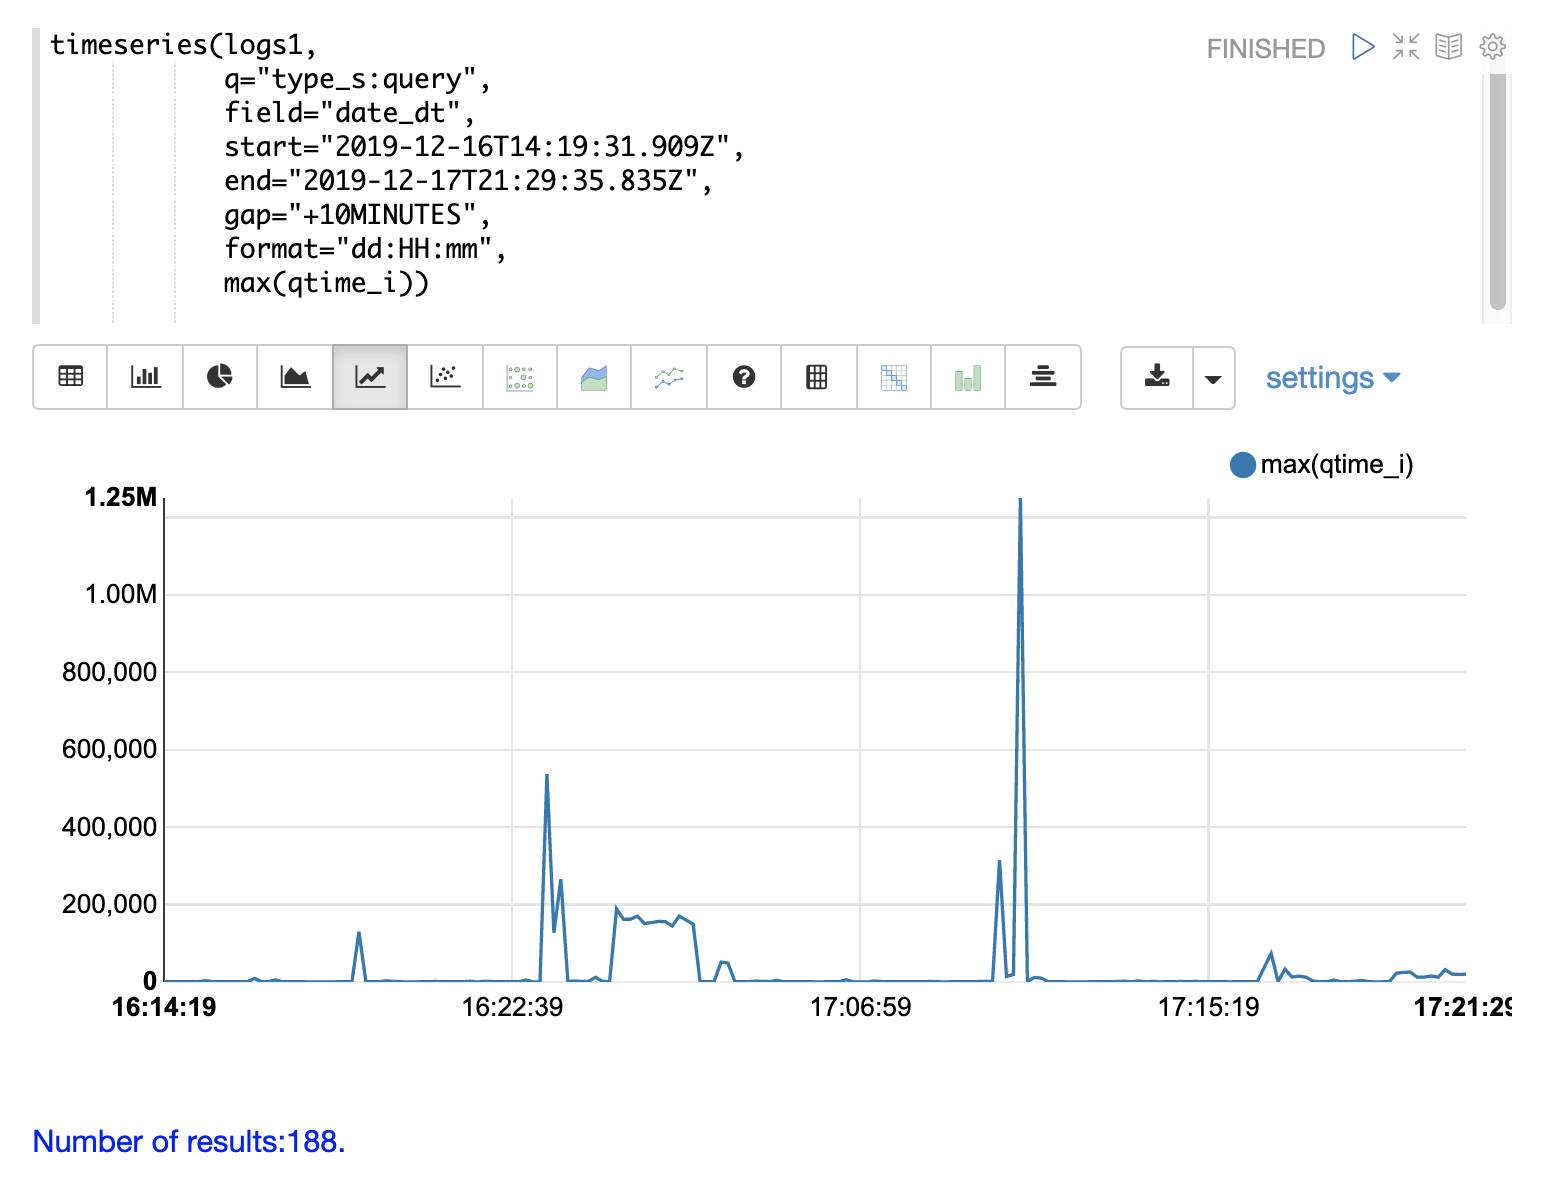 timeseries(logs1,
q="type_s:query",
field="date_dt",
start="2019-12-16T14:19:31.909Z",
end="2019-12-17T21:29:35.835Z",
gap="+10MINUTES",
format="dd:HH:mm",
max(qtime_i))
FINISHED
settings
max(qtime_i)
1.25M
1.00M
800,000
600,000
400,000
200,000
0
16:14:19 16:22:39 17:06:59 17:15:19 17:21:29
Number of results:188.